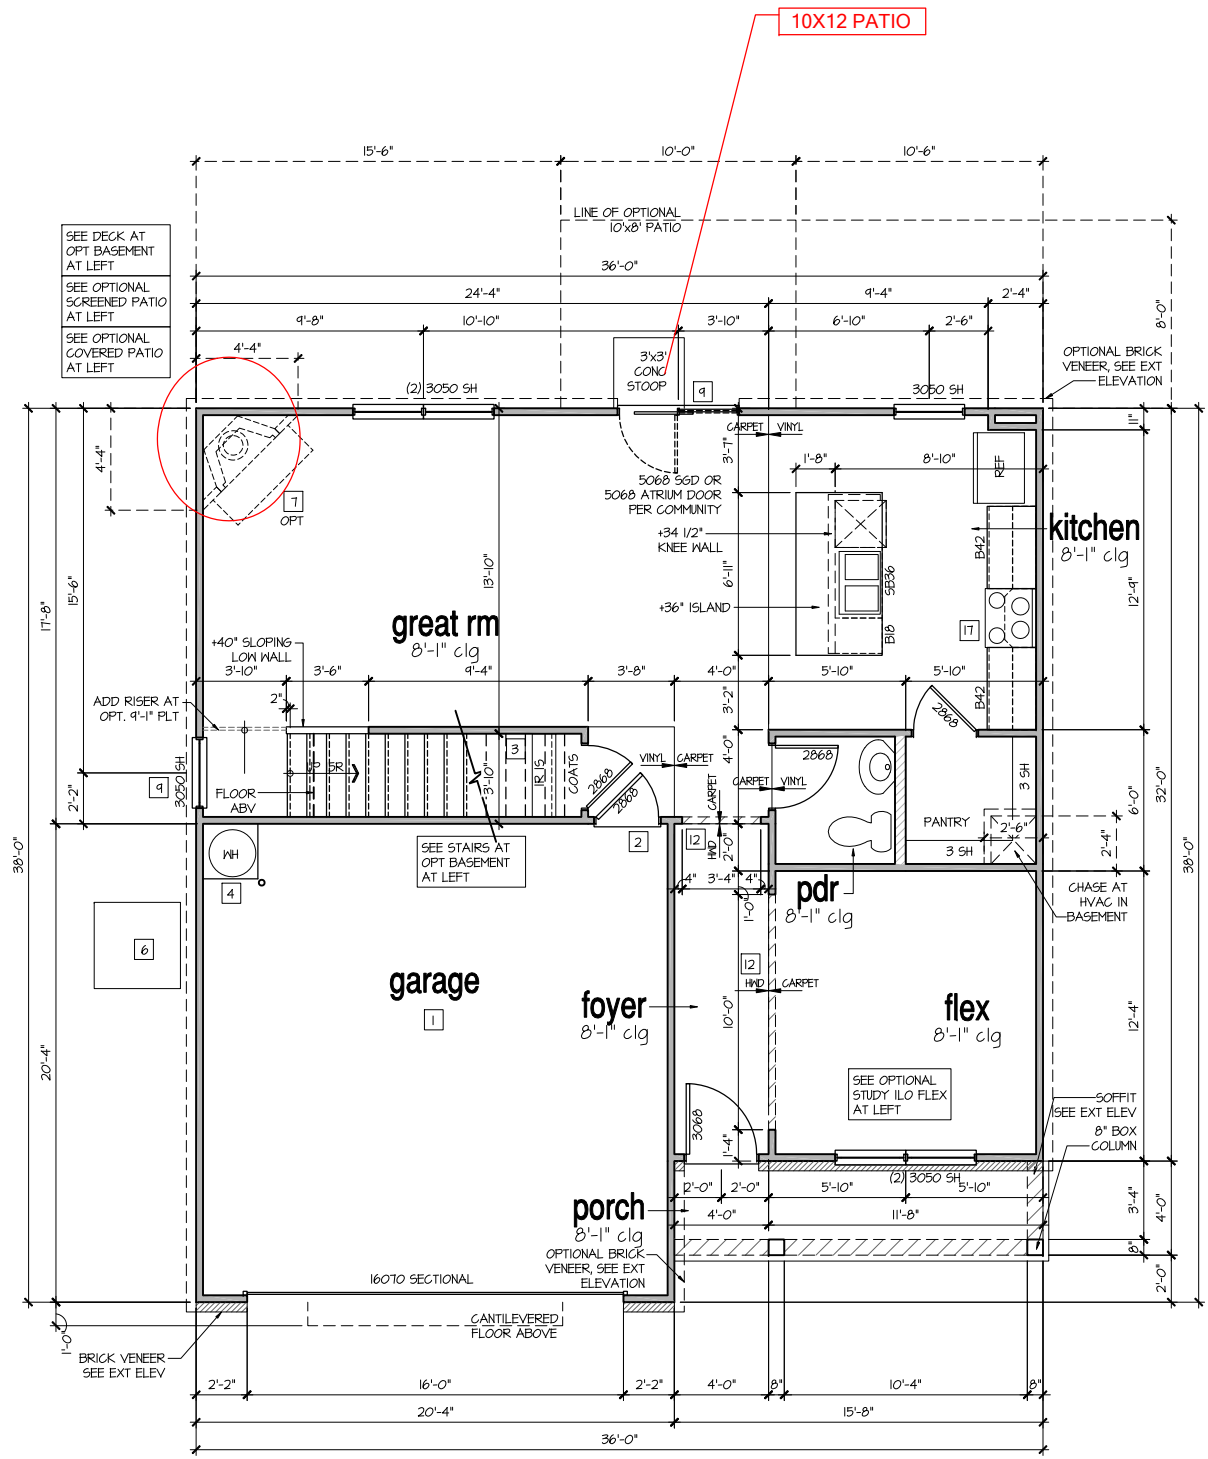 10X12 PATIO
15'-6"
10'-0"
10'-6"
LINE OF OPTIONAL
10'x8' PATIO
SEE DECK AT
OPT BASEMENT
AT LEFT
SEE OPTIONAL
SCREENED PATIO
AT LEFT
SEE OPTIONAL
COVERED PATIO
AT LEFT
36'-0"
24'-4"
9'-4"
2'-4"
9'-8"
10'-10"
3'-10"
6'-10"
2'-6"
8'-0"
4'-4"
3'x3'
CONC
STOOP
9
OPTIONAL BRICK
VENEER, SEE EXT
ELEVATION
(2) 3050 SH
3050 SH
CARPET
VINYL
11"
3'-7"
4'-4"
1'-8"
8'-10"
REF
5068 SGD OR
5068 ATRIUM DOOR
PER COMMUNITY
7
OPT
+34 1/2"
KNEE WALL
kitchen
8'-1" clg
B42
13'-10"
6'-11"
SB36
15'-6"
17'-8"
12'-9"
+36" ISLAND
B18
17
great rm
8'-1" clg
+40" SLOPING
LOW WALL
3'-10"
3'-6"
9'-4"
3'-8"
4'-0"
5'-10"
5'-10"
2"
B42
3'-2"
2868
ADD RISER AT
OPT. 9'-1" PLT
3
4'-0"
2868
VINYL
CARPET
9
3050 SH
5R
FLOOR
ABV
3'-10"
1R 1S
COATS
2868
2868
CARPET
VINYL
CARPET
3 SH
2'-2"
6'-0"
32'-0"
PANTRY
2'-6"
3 SH
2'-4"
12
2
HWD
2'-0"
SEE STAIRS AT
OPT BASEMENT
AT LEFT
WH
4
38'-0"
38'-0"
4"
3'-4"
4"
1'-0"
pdr
8'-1" clg
CHASE AT
HVAC IN
BASEMENT
6
12
HWD
CARPET
garage
1
foyer
8'-1" clg
10'-0"
flex
8'-1" clg
12'-4"
20'-4"
SEE OPTIONAL
STUDY ILO FLEX
AT LEFT
SOFFIT
SEE EXT ELEV
8" BOX
COLUMN
3068
1'-4"
(2) 3050 SH
2'-0"
2'-0"
5'-10"
5'-10"
porch
8'-1" clg
4'-0"
11'-8"
3'-4"
4'-0"
8"
OPTIONAL BRICK
VENEER, SEE EXT
ELEVATION
16070 SECTIONAL
2'-0"
CANTILEVERED
FLOOR ABOVE
1'-0"
BRICK VENEER
SEE EXT ELEV
2'-2"
16'-0"
2'-2"
4'-0"
8"
10'-4"
8"
20'-4"
15'-8"
36'-0"